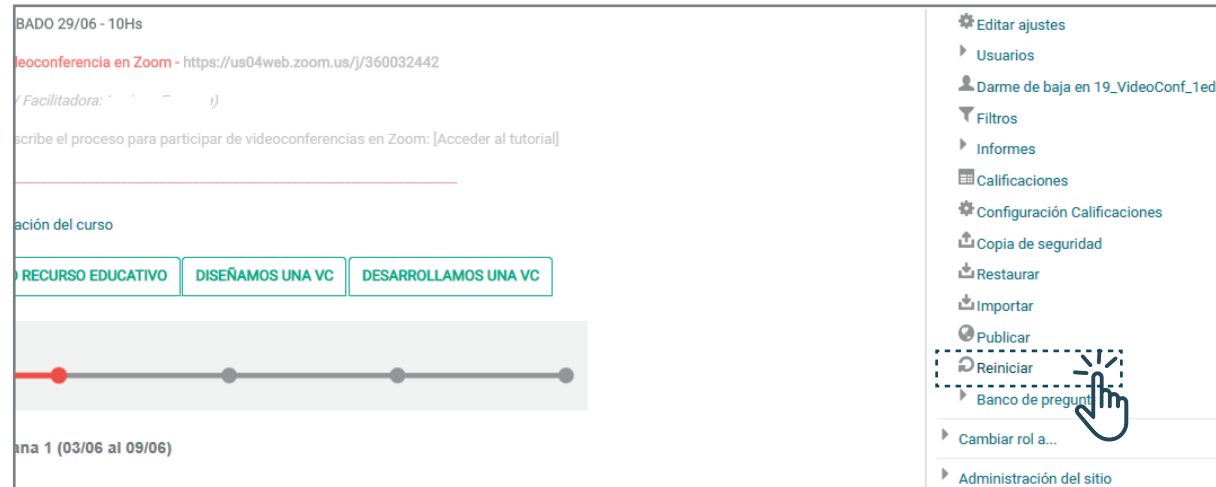 BADO 29/06 - 10Hs
deoconferencia en Zoom - https://us04web.zoom.us/j/360032442
/ Facilitadora:
scribe el proceso para participar de videoconferencias en Zoom: [Acceder al tutorial]
ación del curso
RECURSO EDUCATIVO
DISEÑAMOS UNA VC
DESARROLLAMOS UNA VC
ana 1 (03/06 al 09/06)
Editar ajustes
Usuarios
Darme de baja en 19_VideoConf_1ed
Filtros
Informes
Calificaciones
Configuración Calificaciones
Copia de seguridad
Restaurar
Importar
Publicar
Reiniciar
Banco de pregunt
Cambiar rol a...
Administración del sitio